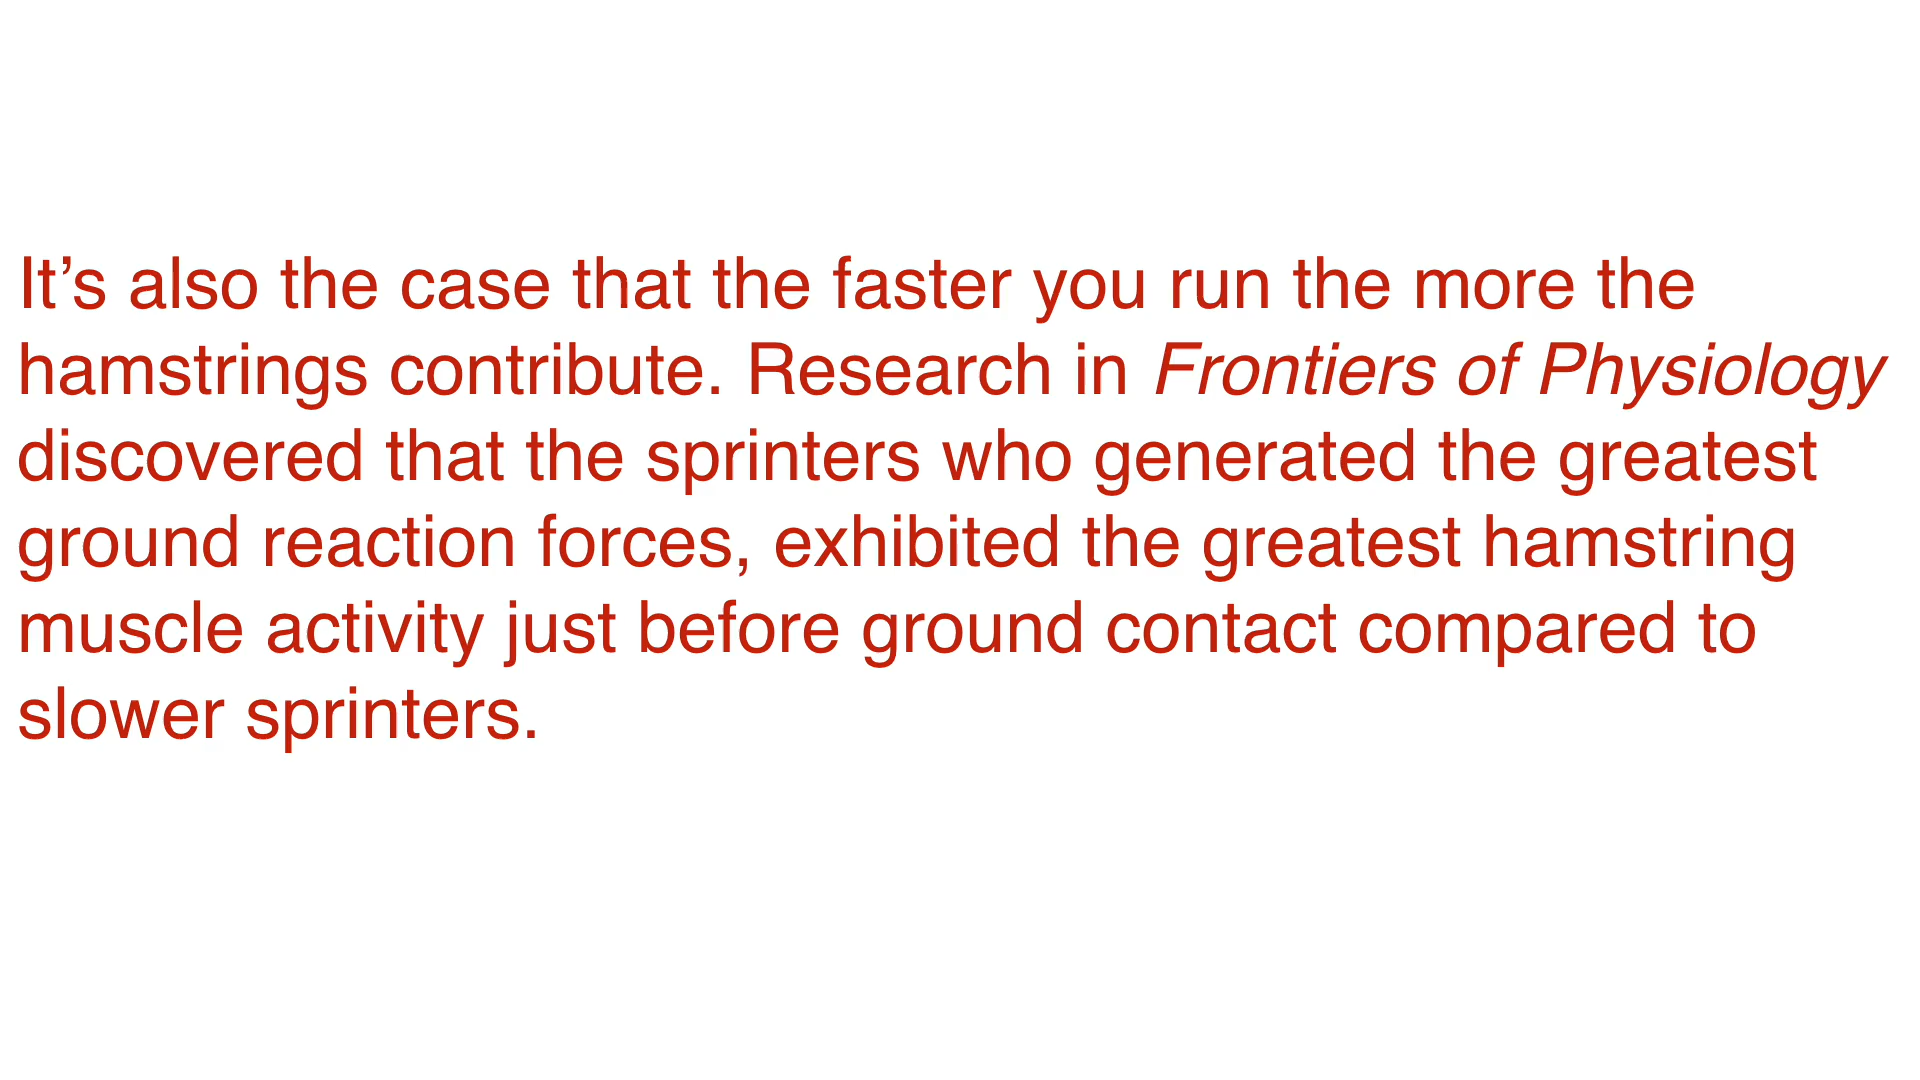 It’s also the case that the faster you run the more the
hamstrings contribute. Research in Frontiers of Physiology
discovered that the sprinters who generated the greatest
ground reaction forces, exhibited the greatest hamstring
muscle activity just before ground contact compared to
slower sprinters.